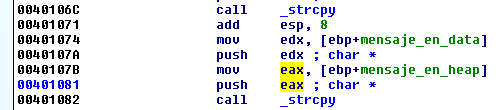 0040106C call _strcpy
00401071 add esp, 8
00401074 mov edx, [ebp+mensaje_en_data]
0040107A push edx ; char *
0040107B mov eax, [ebp+mensaje_en_heap]
00401081 push eax ; char *
00401082 call _strcpy